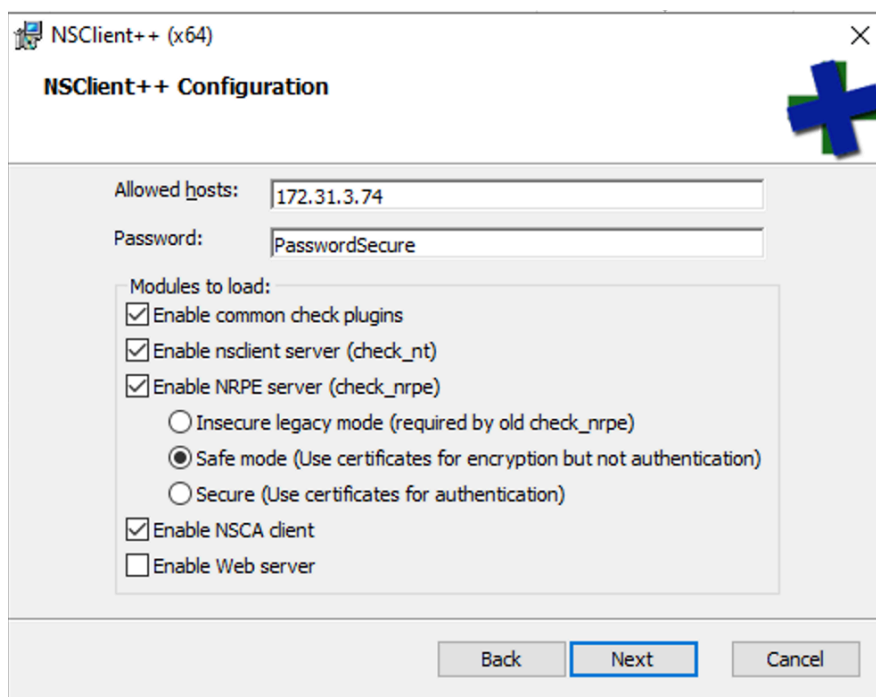 NSClient++ (x64)
NSClient++ Configuration
Allowed hosts: 172.31.3.74
Password: PasswordSecure
Modules to load:
Enable common check plugins
Enable nsclient server (check_nt)
Enable NRPE server (check_nrpe)
Insecure legacy mode (required by old check_nrpe)
Safe mode (Use certificates for encryption but not authentication)
Secure (Use certificates for authentication)
Enable NSCA client
Enable Web server
Back Next Cancel